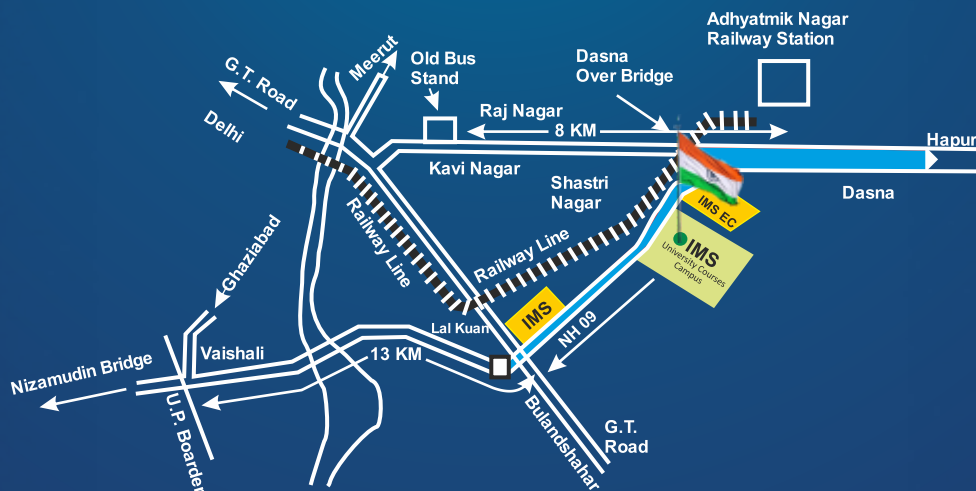 Adhyatmik Nagar
Railway Station
Meerut
Old Bus
Stand
Dasna
Over Bridge
G.T. Road
Delhi
Raj Nagar
8 KM
Hapur
Kavi Nagar
Shastri
Nagar
Dasna
IMS EC
Railway Line
Railway Line
IMS
University Courses
Campus
Ghaziabad
IMS
NH 09
Lal Kuan
Vaishali
13 KM
Nizamudin Bridge
U.P. Boarder
Bulandshahar
G.T.
Road